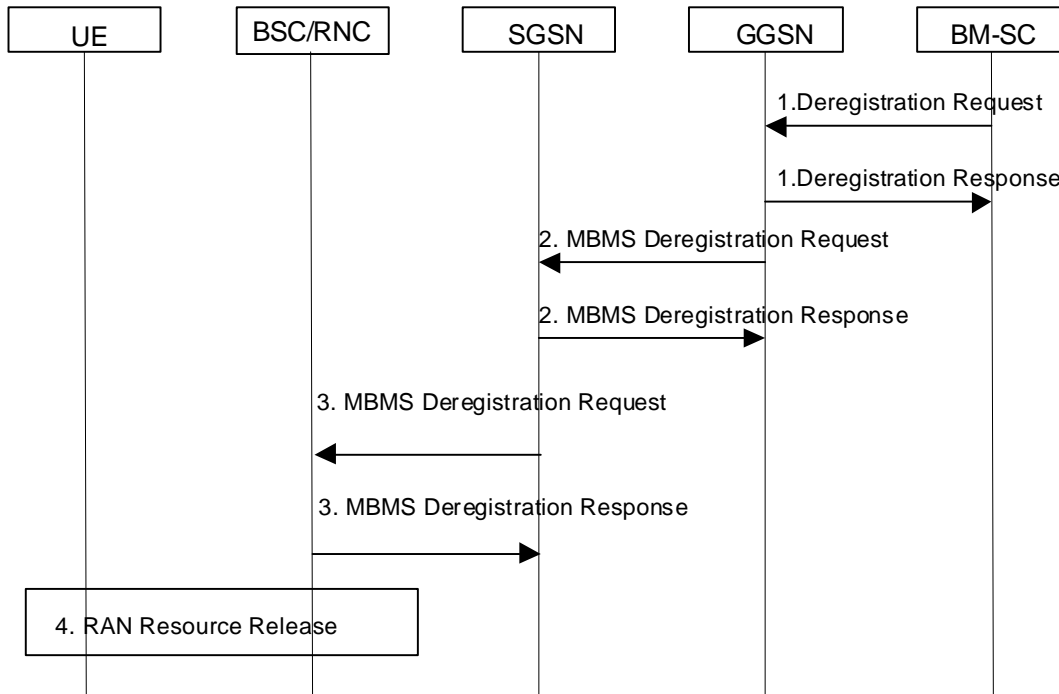 UE
BSC/RNC
SGSN
GGSN
BM-SC
1.Deregistration Request
1.Deregistration Response
2. MBMS Deregistration Request
2. MBMS Deregistration Response
3. MBMS Deregistration Request
3. MBMS Deregistration Response
4. RAN Resource Release